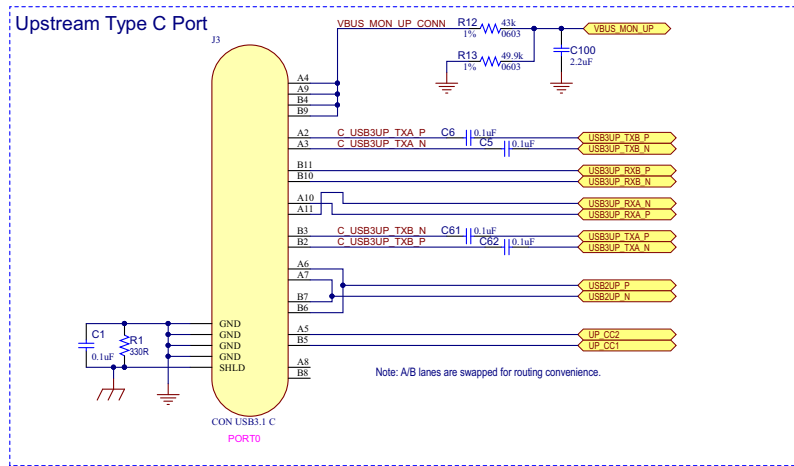 Upstream Type C Port
J3
VBUS_MON_UP_CONN
R12
43k
1%
0603
VBUS_MON_UP
R13
49.9k
1%
0603
C100
2.2uF
A4
A9
B4
B9
A2
C_USB3UP_TXA_P
C6
0.1uF
USB3UP_TXB_P
A3
C_USB3UP_TXA_N
C5
0.1uF
USB3UP_TXB_N
B11
USB3UP_RXB_P
B10
USB3UP_RXB_N
A10
USB3UP_RXA_N
A11
USB3UP_RXA_P
B3
C_USB3UP_TXB_N
C61
0.1uF
USB3UP_TXA_P
B2
C_USB3UP_TXB_P
C62
0.1uF
USB3UP_TXA_N
A6
A7
USB2UP_P
B7
USB2UP_N
B6
GND
C1
0.1uF
R1
330R
GND
GND
GND
SHLD
A5
UP_CC2
B5
UP_CC1
A8
B8
Note: A/B lanes are swapped for routing convenience.
CON USB3.1 C
PORT0